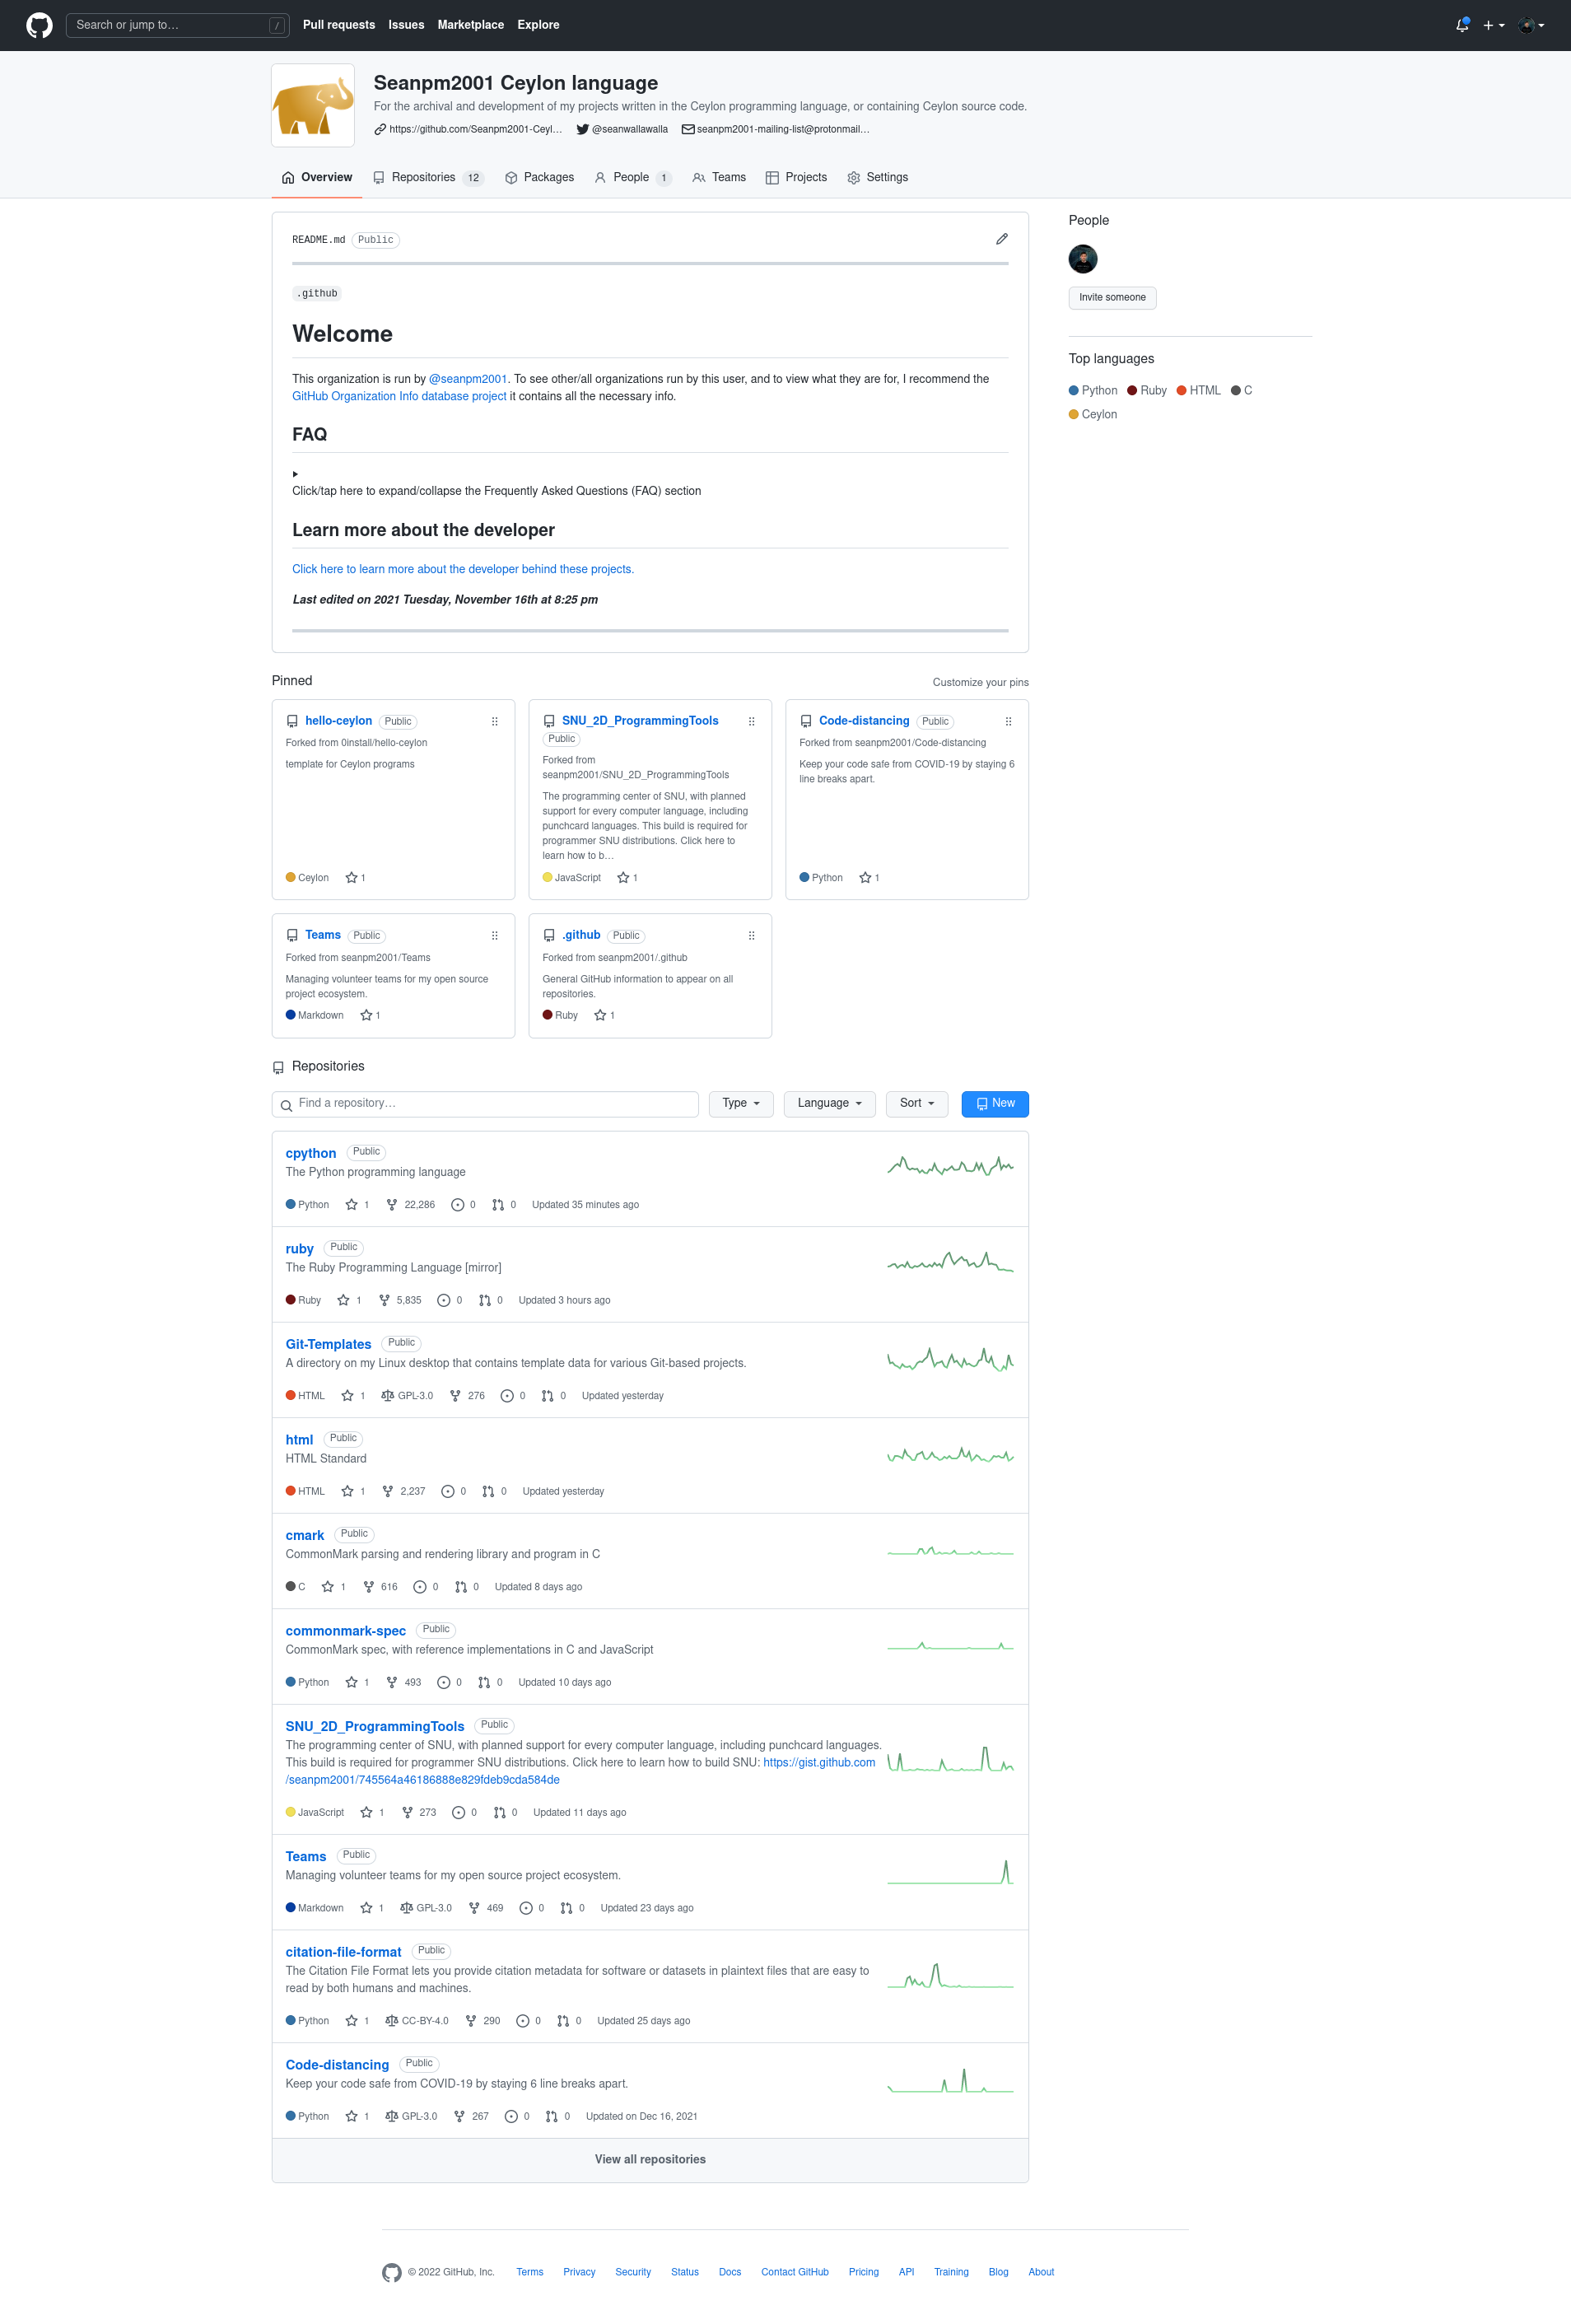 Search or jump to…
/
Pull requests Issues Marketplace Explore
Seanpm2001 Ceylon language
For the archival and development of my projects written in the Ceylon programming language, or containing Ceylon source code.
https://github.com/Seanpm2001-Ceyl… @seanwallawalla seanpm2001-mailing-list@protonmail…
Overview Repositories 12 Packages People 1 Teams Projects Settings
README.md Public
.github
Welcome
This organization is run by @seanpm2001. To see other/all organizations run by this user, and to view what they are for, I recommend the
GitHub Organization Info database project it contains all the necessary info.
FAQ
Click/tap here to expand/collapse the Frequently Asked Questions (FAQ) section
Learn more about the developer
Click here to learn more about the developer behind these projects.
Last edited on 2021 Tuesday, November 16th at 8:25 pm
People
Invite someone
Top languages
Python Ruby HTML C
Ceylon
Pinned
Customize your pins
hello-ceylon Public
Forked from 0install/hello-ceylon
template for Ceylon programs
Ceylon 1
SNU_2D_ProgrammingTools
Public
Forked from
seanpm2001/SNU_2D_ProgrammingTools
The programming center of SNU, with planned
support for every computer language, including
punchcard languages. This build is required for
programmer SNU distributions. Click here to
learn how to b…
JavaScript 1
Code-distancing Public
Forked from seanpm2001/Code-distancing
Keep your code safe from COVID-19 by staying 6
line breaks apart.
Python 1
Teams Public
Forked from seanpm2001/Teams
Managing volunteer teams for my open source
project ecosystem.
Markdown 1
.github Public
Forked from seanpm2001/.github
General GitHub information to appear on all
repositories.
Ruby 1
Repositories
Find a repository…
Type Language Sort New
cpython Public
The Python programming language
Python 1 22,286 0 0 Updated 35 minutes ago
ruby Public
The Ruby Programming Language [mirror]
Ruby 1 5,835 0 0 Updated 3 hours ago
Git-Templates Public
A directory on my Linux desktop that contains template data for various Git-based projects.
HTML 1 GPL-3.0 276 0 0 Updated yesterday
html Public
HTML Standard
HTML 1 2,237 0 0 Updated yesterday
cmark Public
CommonMark parsing and rendering library and program in C
C 1 616 0 0 Updated 8 days ago
commonmark-spec Public
CommonMark spec, with reference implementations in C and JavaScript
Python 1 493 0 0 Updated 10 days ago
SNU_2D_ProgrammingTools Public
The programming center of SNU, with planned support for every computer language, including punchcard languages.
This build is required for programmer SNU distributions. Click here to learn how to build SNU: https://gist.github.com
/seanpm2001/745564a46186888e829fdeb9cda584de
JavaScript 1 273 0 0 Updated 11 days ago
Teams Public
Managing volunteer teams for my open source project ecosystem.
Markdown 1 GPL-3.0 469 0 0 Updated 23 days ago
citation-file-format Public
The Citation File Format lets you provide citation metadata for software or datasets in plaintext files that are easy to
read by both humans and machines.
Python 1 CC-BY-4.0 290 0 0 Updated 25 days ago
Code-distancing Public
Keep your code safe from COVID-19 by staying 6 line breaks apart.
Python 1 GPL-3.0 267 0 0 Updated on Dec 16, 2021
View all repositories
© 2022 GitHub, Inc. Terms Privacy Security Status Docs Contact GitHub Pricing API Training Blog About